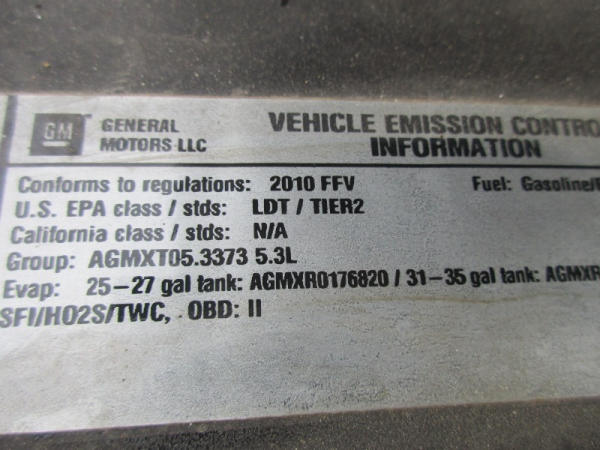 GM
GENERAL MOTORS LLC
VEHICLE EMISSION CONTRO
INFORMATION
Conforms to regulations: 2010 FFV Fuel: Gasoline/
U.S. EPA class / stds: LDT / TIER2
California class / stds: N/A
Group: AGMXT05.3373 5.3L
Evap: 25-27 gal tank: AGMXR0176820 / 31-35 gal tank: AGMXR
SFI/HO2S/TWC, OBD: II